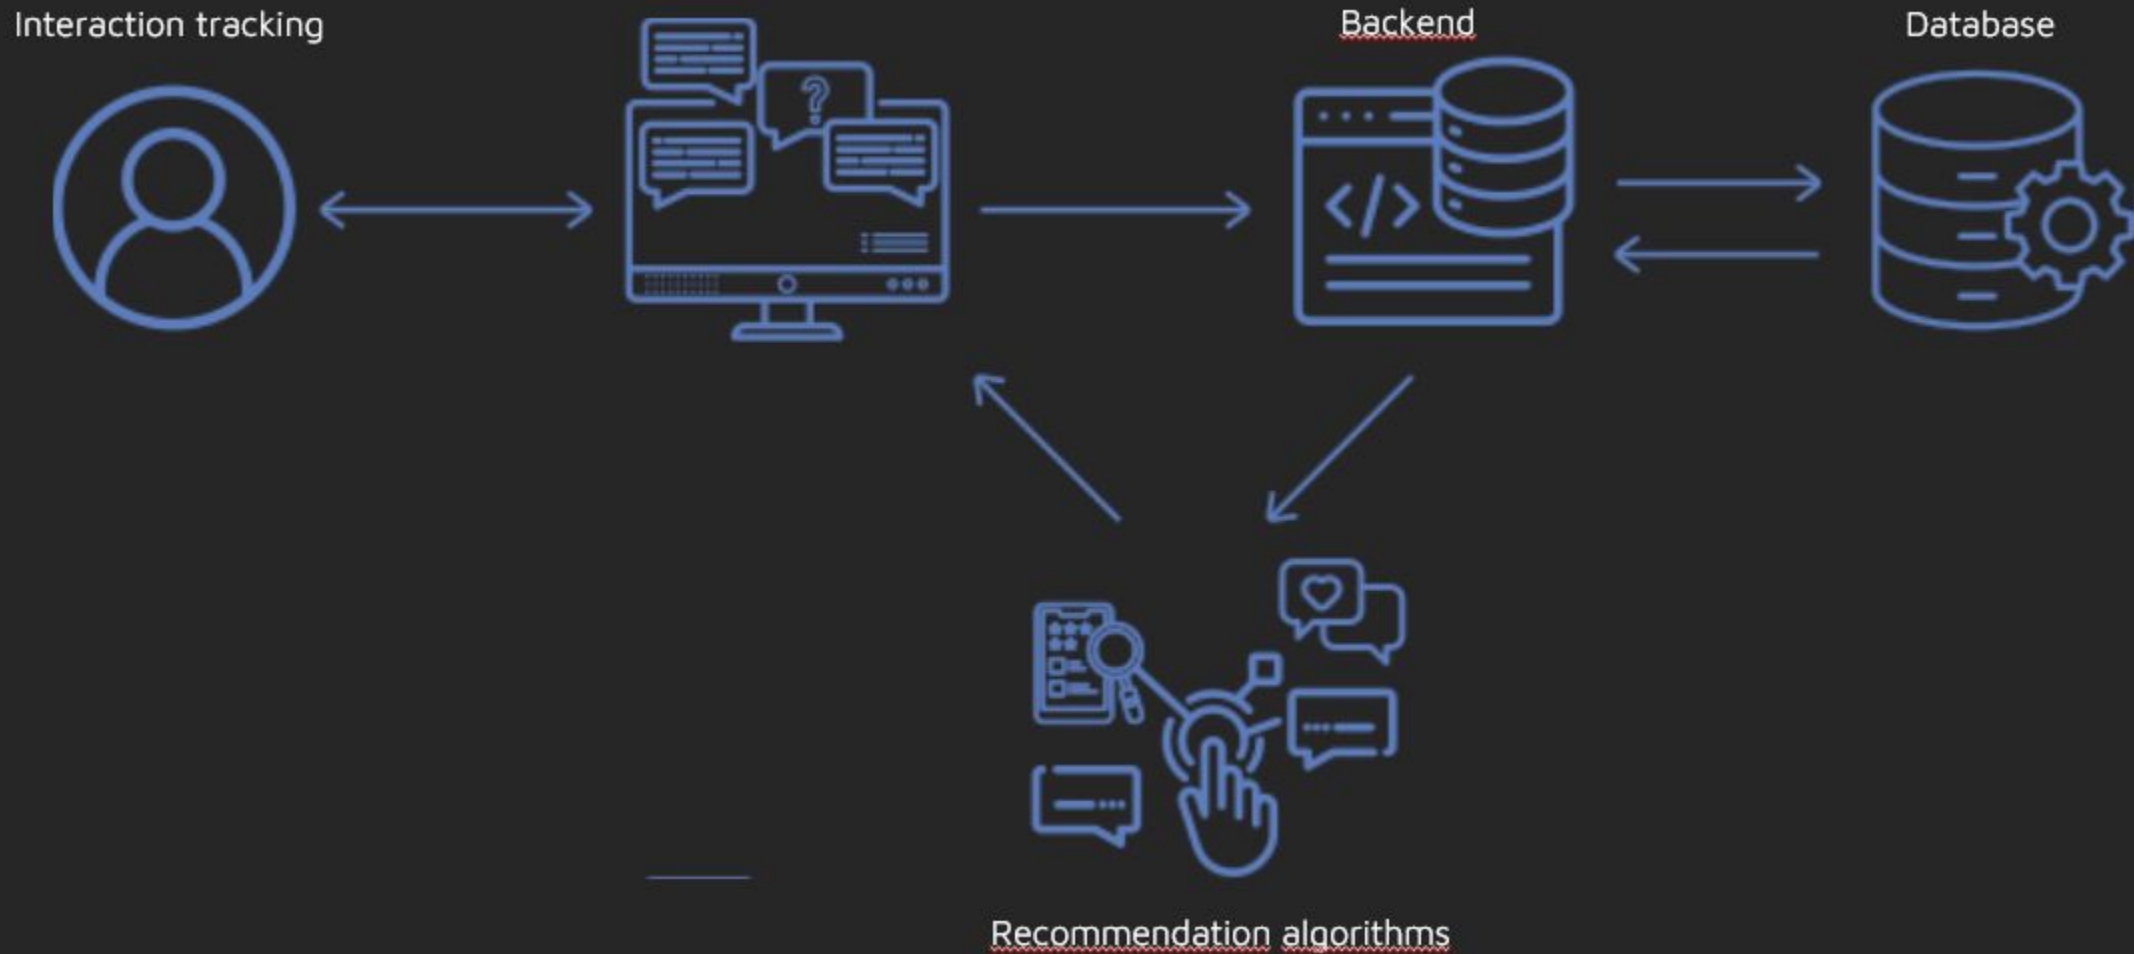 Interaction tracking
Backend
Database
?
</>
Recommendation algorithms